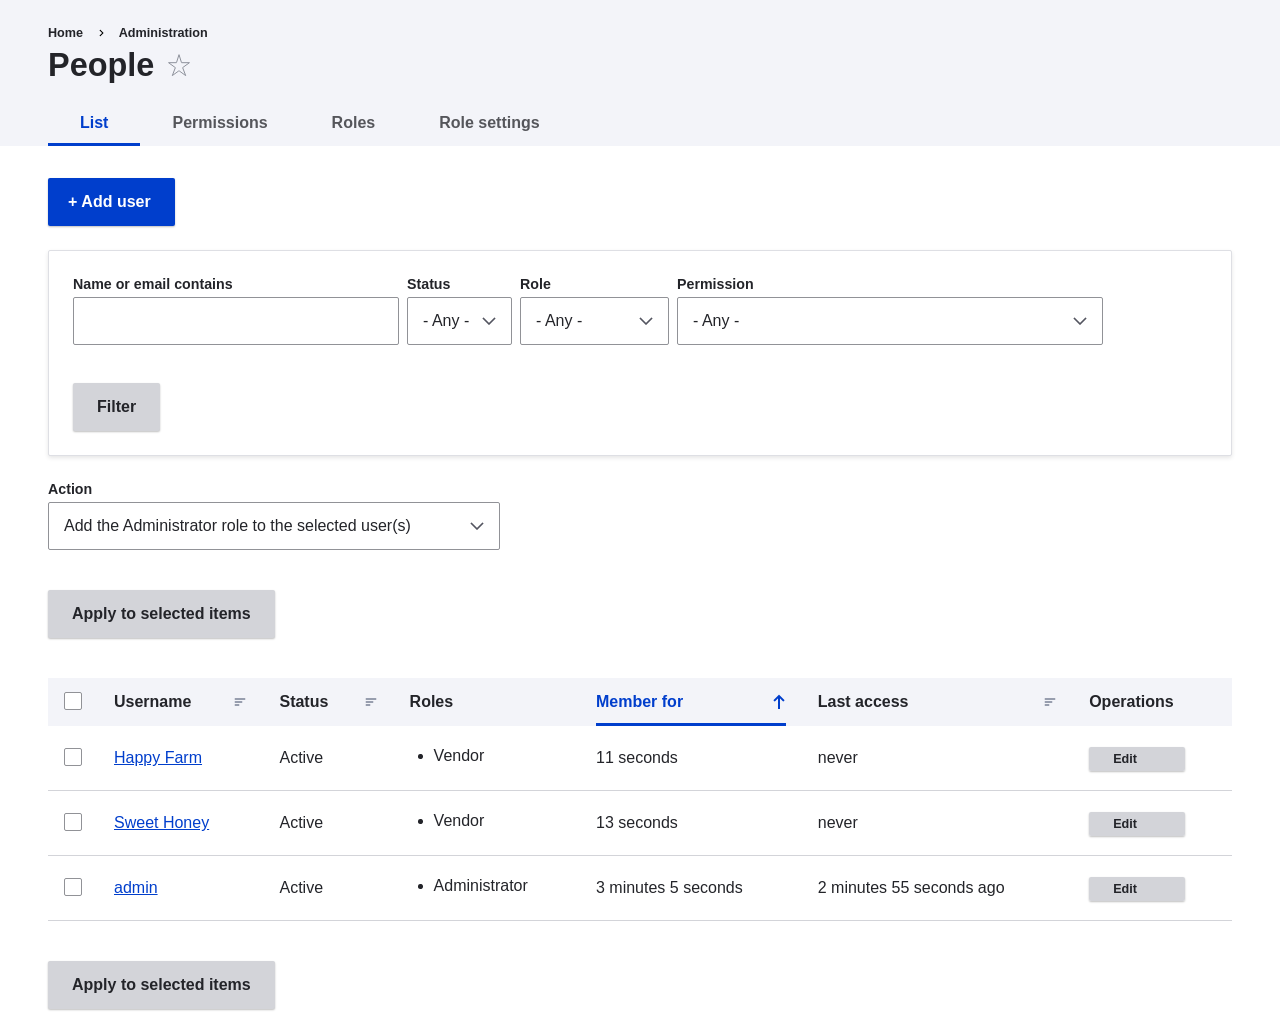 Home › Administration
People
List Permissions Roles Role settings
+ Add user
Name or email contains Status Role Permission
- Any - - Any - - Any -
Filter
Action
Add the Administrator role to the selected user(s)
Apply to selected items
Username Status Roles Member for Last access Operations
Happy Farm Active • Vendor 11 seconds never Edit
Sweet Honey Active • Vendor 13 seconds never Edit
admin Active • Administrator 3 minutes 5 seconds 2 minutes 55 seconds ago Edit
Apply to selected items